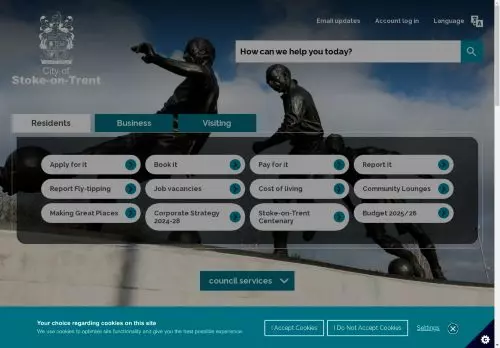 Email updates
Account log in
Language
City of
Stoke-on-Trent
How can we help you today?
Residents
Business
Visiting
Apply for it
Book it
Pay for it
Report it
Report Fly-tipping
Job vacancies
Cost of living
Community Lounges
Making Great Places
Corporate Strategy
2024-28
Stoke-on-Trent
Centenary
Budget 2025/26
council services
Your choice regarding cookies on this site
We use cookies to optimise site functionality and give you the best possible experience.
I Accept Cookies
I Do Not Accept Cookies
Settings